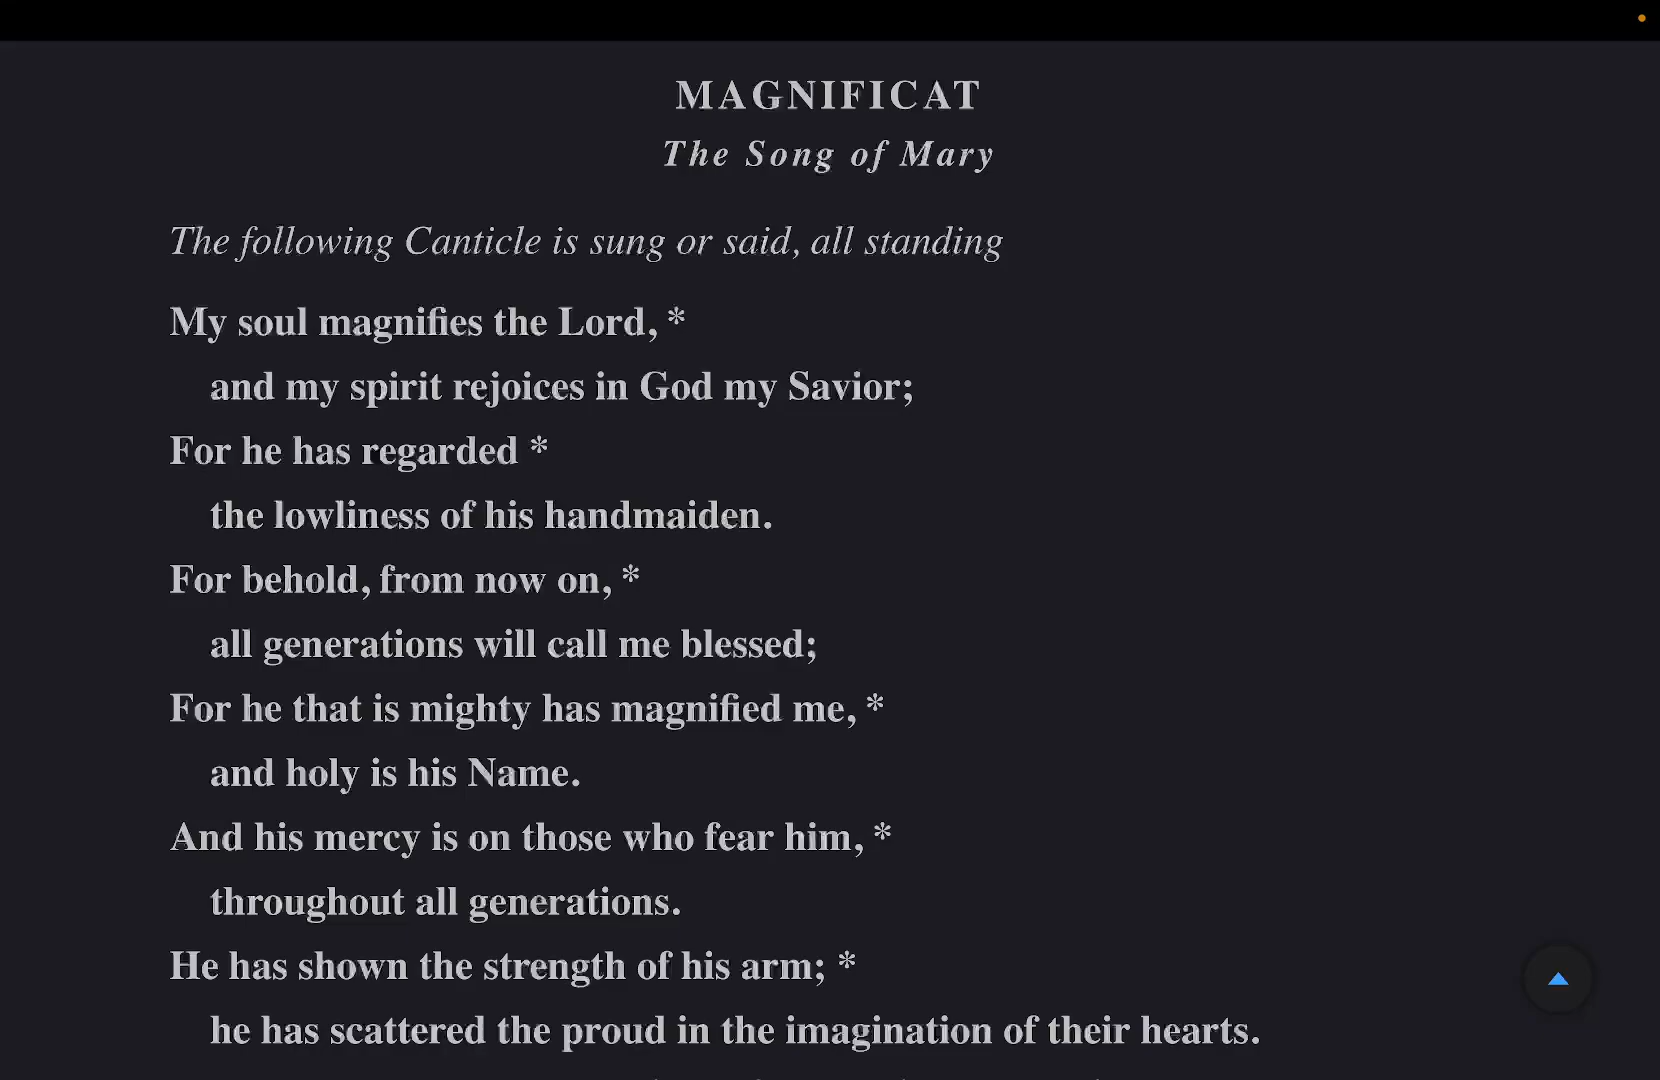 MAGNIFICAT
The Song of Mary
The following Canticle is sung or said, all standing
My soul magnifies the Lord, *
and my spirit rejoices in God my Savior;
For he has regarded *
the lowliness of his handmaiden.
For behold, from now on, *
all generations will call me blessed;
For he that is mighty has magnified me, *
and holy is his Name.
And his mercy is on those who fear him, *
throughout all generations.
He has shown the strength of his arm; *
he has scattered the proud in the imagination of their hearts.